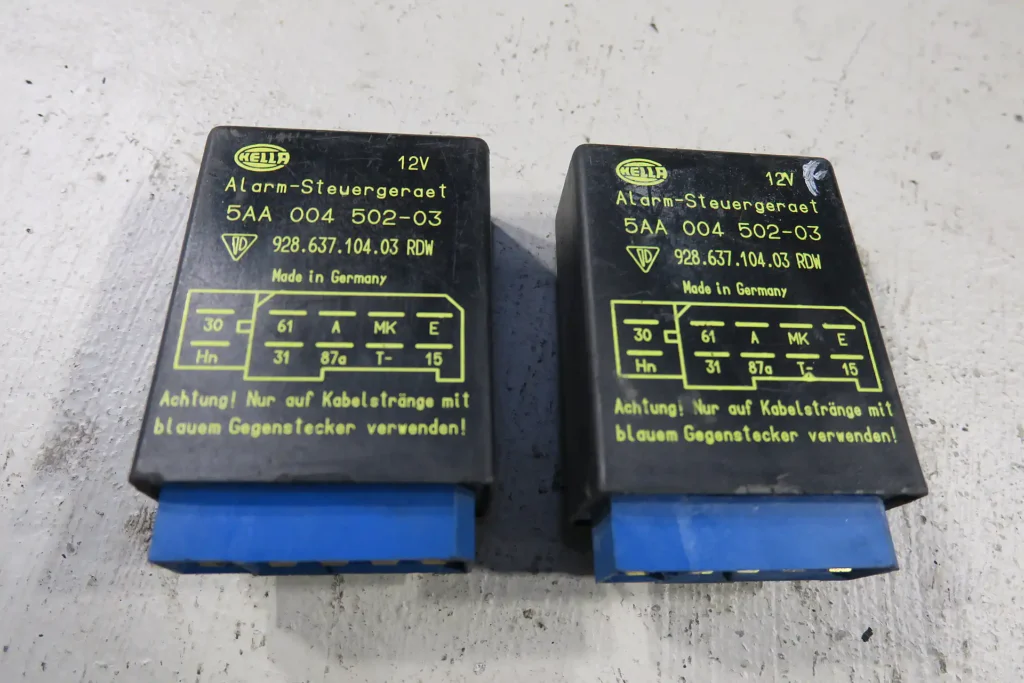 HELLA 12V
Alarm-Steuergeraet
5AA 004 502-03
928.637.104.03 RDW
Made in Germany
30 61 A MK E
Hn 31 87a T- 15
Achtung! Nur auf Kabelstränge mit
blauem Gegenstecker verwenden!
HELLA 12V
Alarm-Steuergeraet
5AA 004 502-03
928.637.104.03 RDW
Made in Germany
30 61 A MK E
Hn 31 87a T- 15
Achtung! Nur auf Kabelstränge mit
blauem Gegenstecker verwenden!